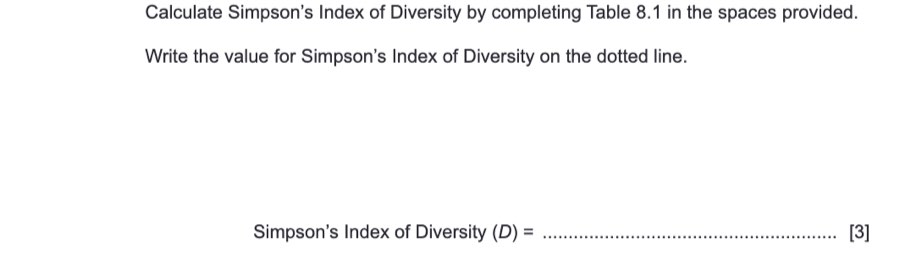 Calculate Simpson's Index of Diversity by completing Table 8.1 in the spaces provided.
Write the value for Simpson's Index of Diversity on the dotted line.
Simpson's Index of Diversity (D) = .......................................................... [3]